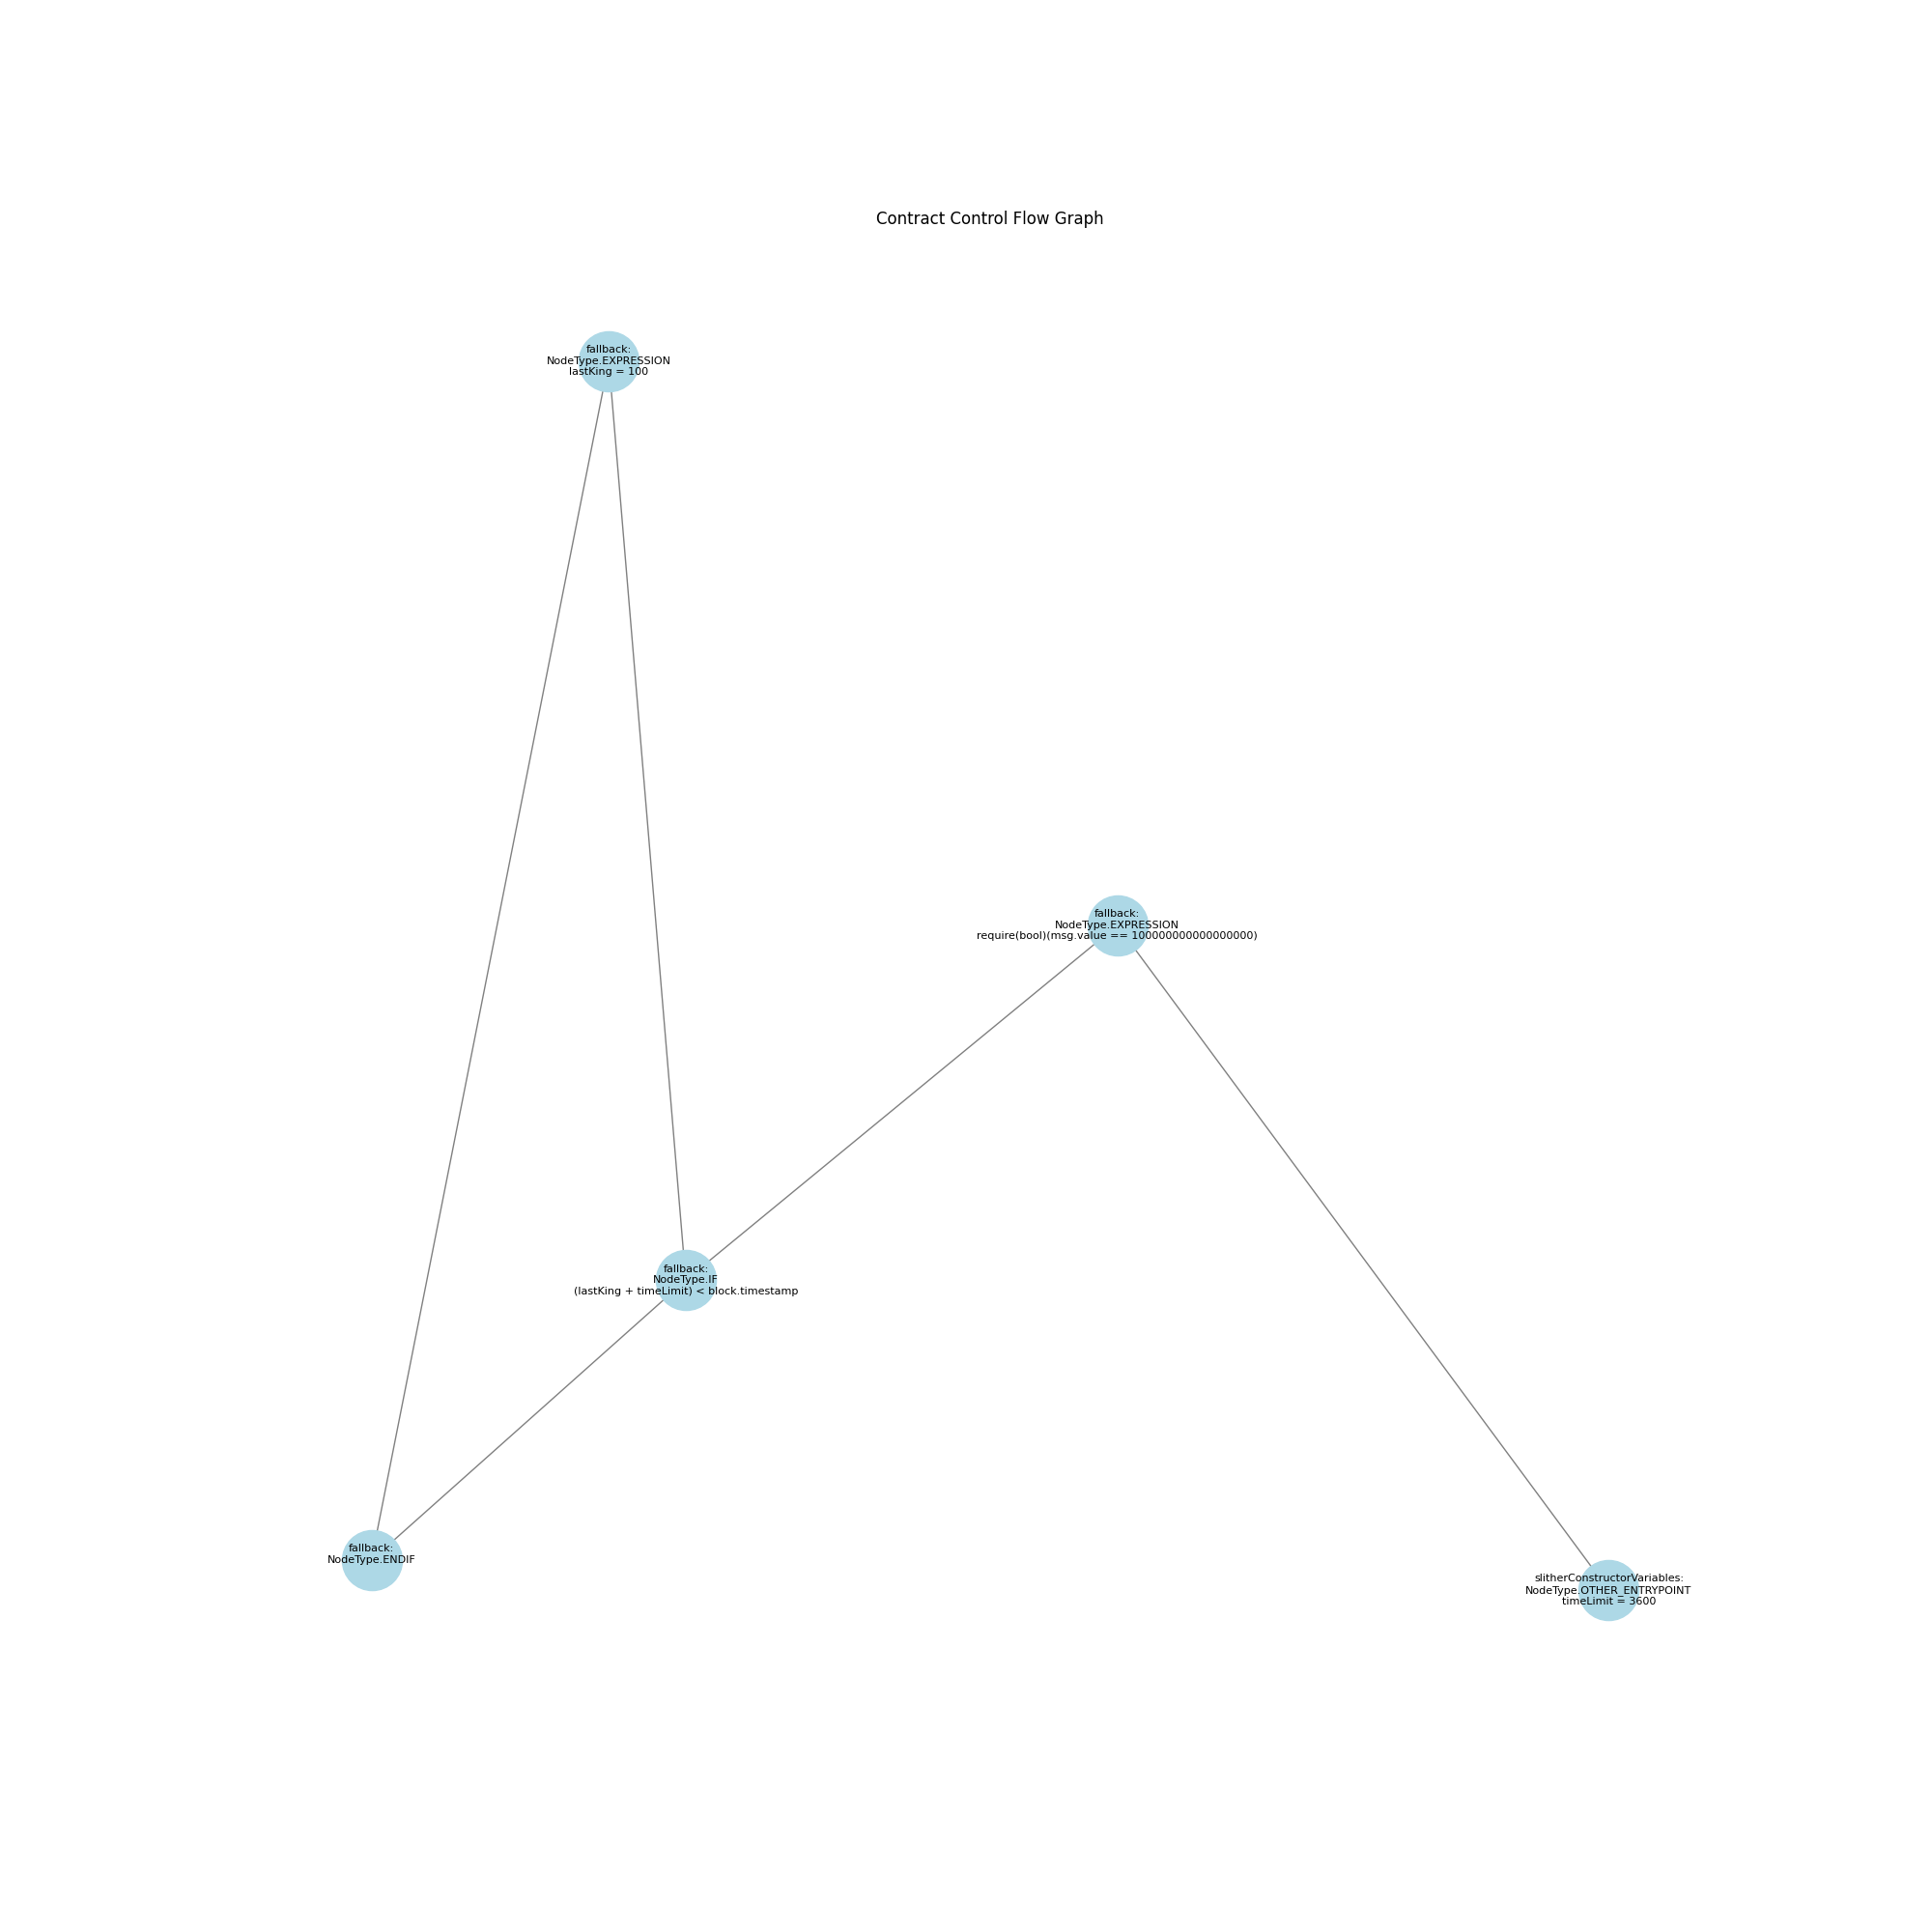 Contract Control Flow Graph
fallback:
NodeType.EXPRESSION
lastKing = 100
fallback:
NodeType.EXPRESSION
require(bool)(msg.value == 100000000000000000)
fallback:
NodeType.IF
(lastKing + timeLimit) < block.timestamp
fallback:
NodeType.ENDIF
slitherConstructorVariables:
NodeType.OTHER_ENTRYPOINT
timeLimit = 3600